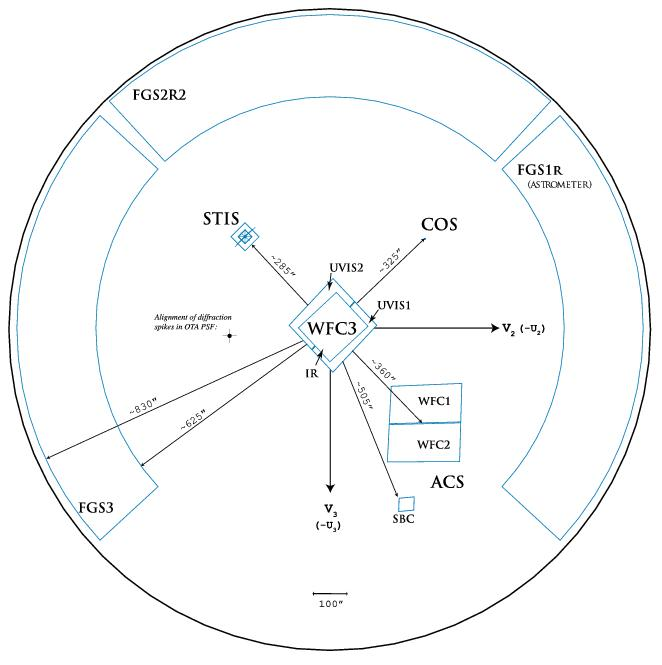 FGS2R2
FGS1R
(ASTROMETER)
STIS
COS
~285″
~325″
UVIS2
UVIS1
Alignment of diffraction
spikes in OTA PSF:
WFC3
V2 (-U2)
IR
~360″
~505″
~830″
~625″
WFC1
WFC2
ACS
FGS3
V3
(-U3)
SBC
100″